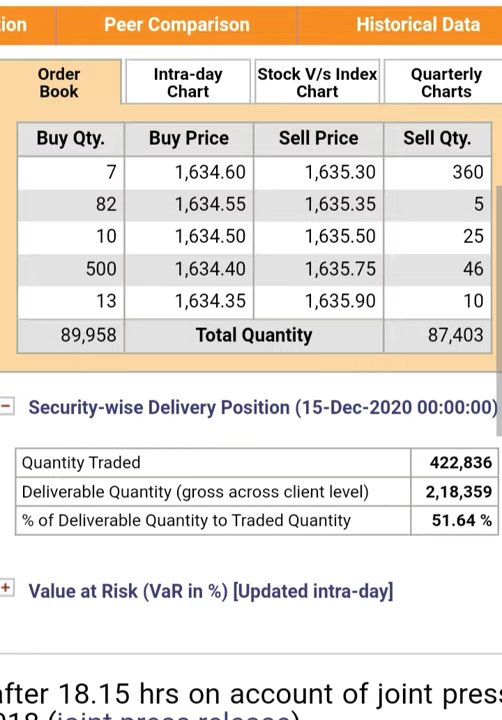 Peer Comparison Historical Data
Order Book Intra-day Chart Stock V/s Index Chart Quarterly Charts
Buy Qty. Buy Price Sell Price Sell Qty.
7 1,634.60 1,635.30 360
82 1,634.55 1,635.35 5
10 1,634.50 1,635.50 25
500 1,634.40 1,635.75 46
13 1,634.35 1,635.90 10
89,958 Total Quantity 87,403
Security-wise Delivery Position (15-Dec-2020 00:00:00)
Quantity Traded 422,836
Deliverable Quantity (gross across client level) 2,18,359
% of Deliverable Quantity to Traded Quantity 51.64 %
Value at Risk (VaR in %) [Updated intra-day]
after 18.15 hrs on account of joint press
2018 (joint press release)